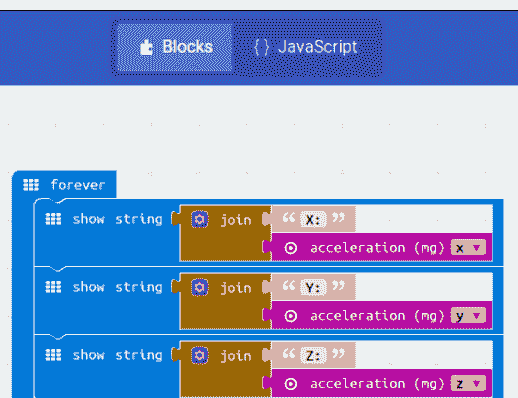 Blocks { } JavaScript
forever
show string join “ X: ”
acceleration (mg) x
show string join “ Y: ”
acceleration (mg) y
show string join “ Z: ”
acceleration (mg) z